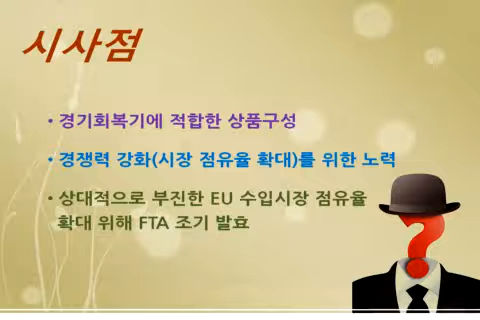 시사점
• 경기회복기에 적합한 상품구성
• 경쟁력 강화(시장 점유율 확대)를 위한 노력
• 상대적으로 부진한 EU 수입시장 점유율
확대 위해 FTA 조기 발효